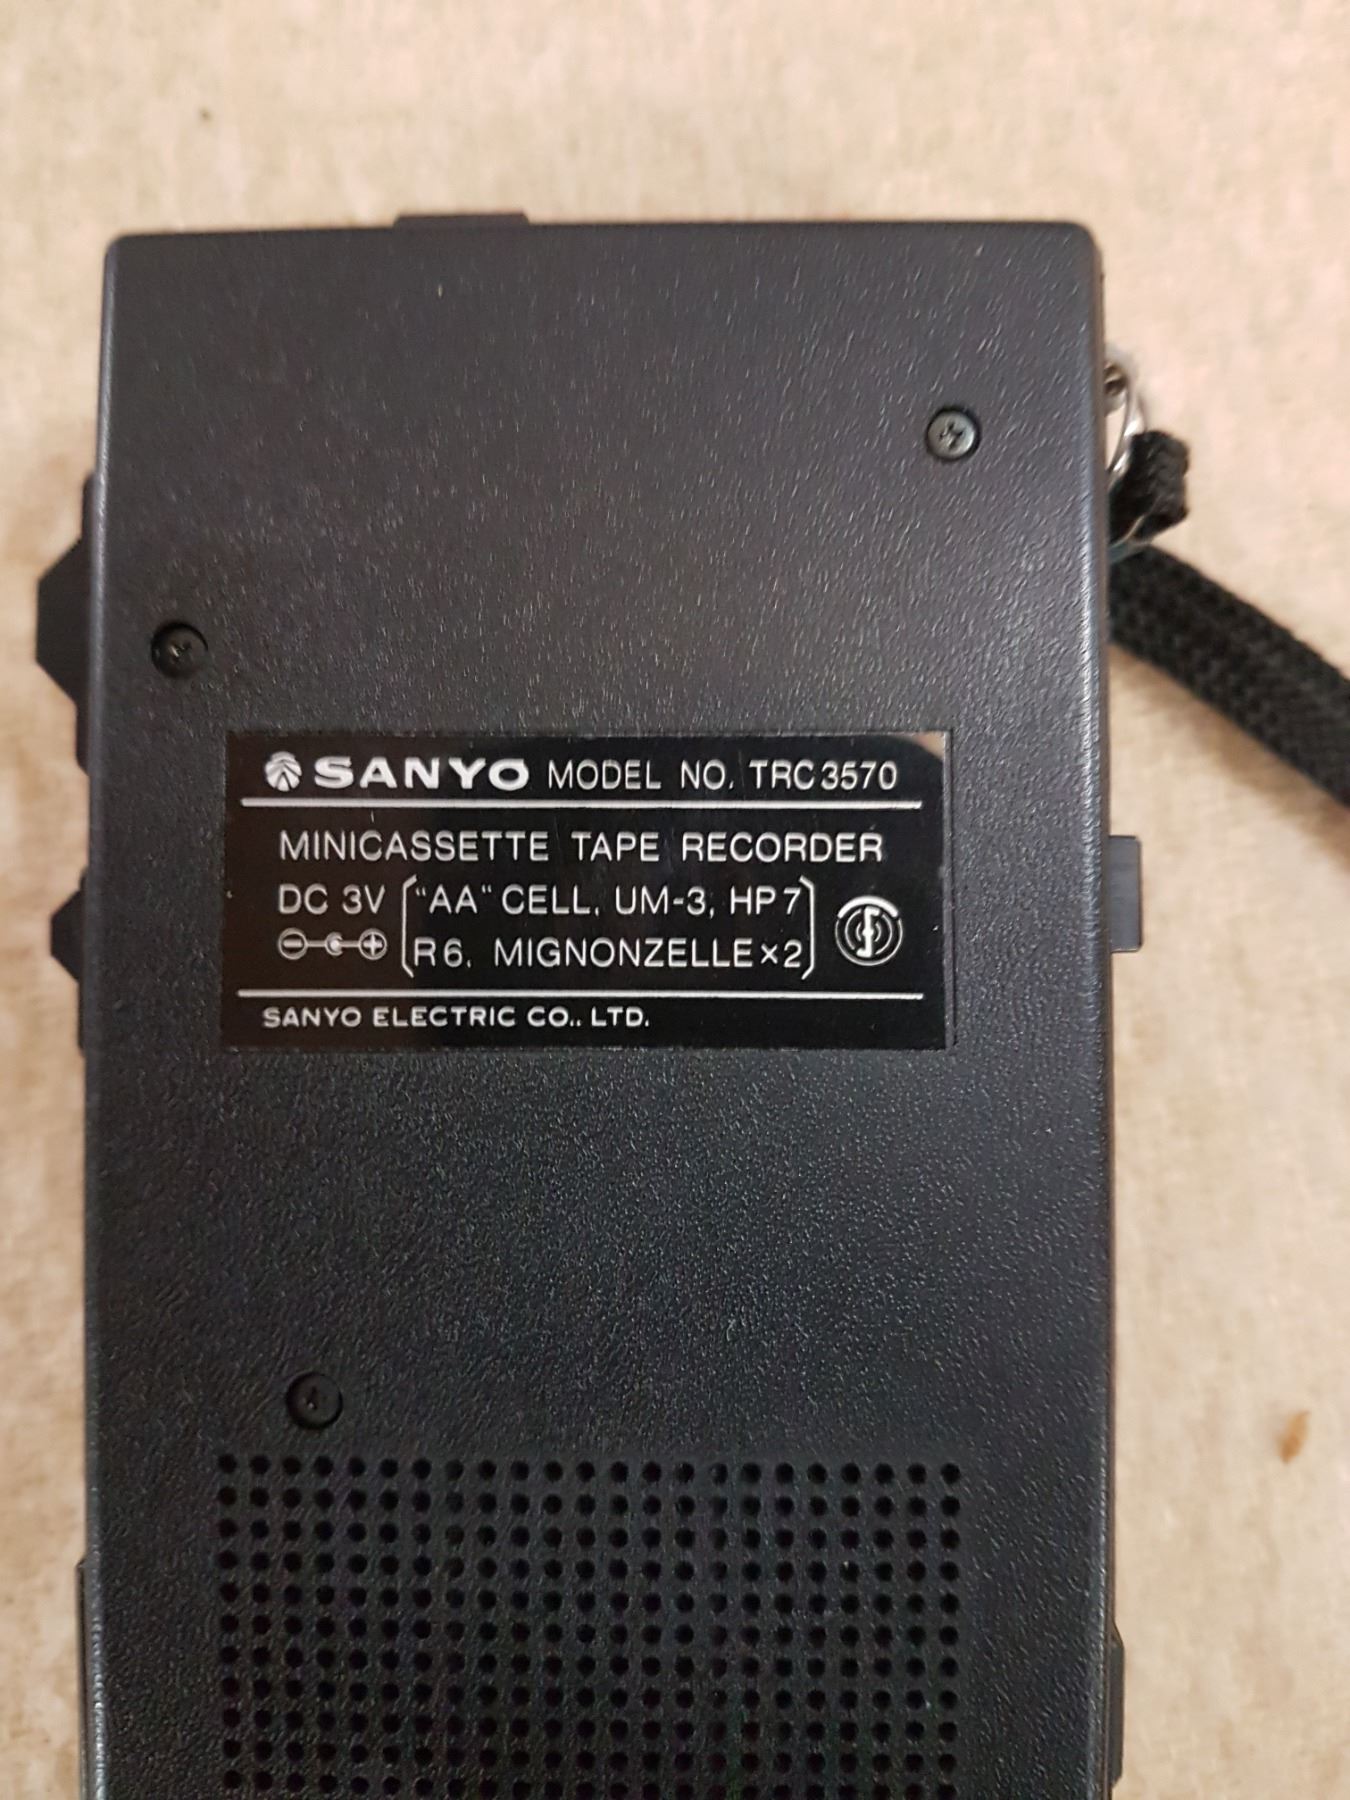 SANYO MODEL NO. TRC3570
MINICASSETTE TAPE RECORDER
DC 3V ("AA" CELL, UM-3, HP7
R6, MIGNONZELLE×2)
SANYO ELECTRIC CO., LTD.